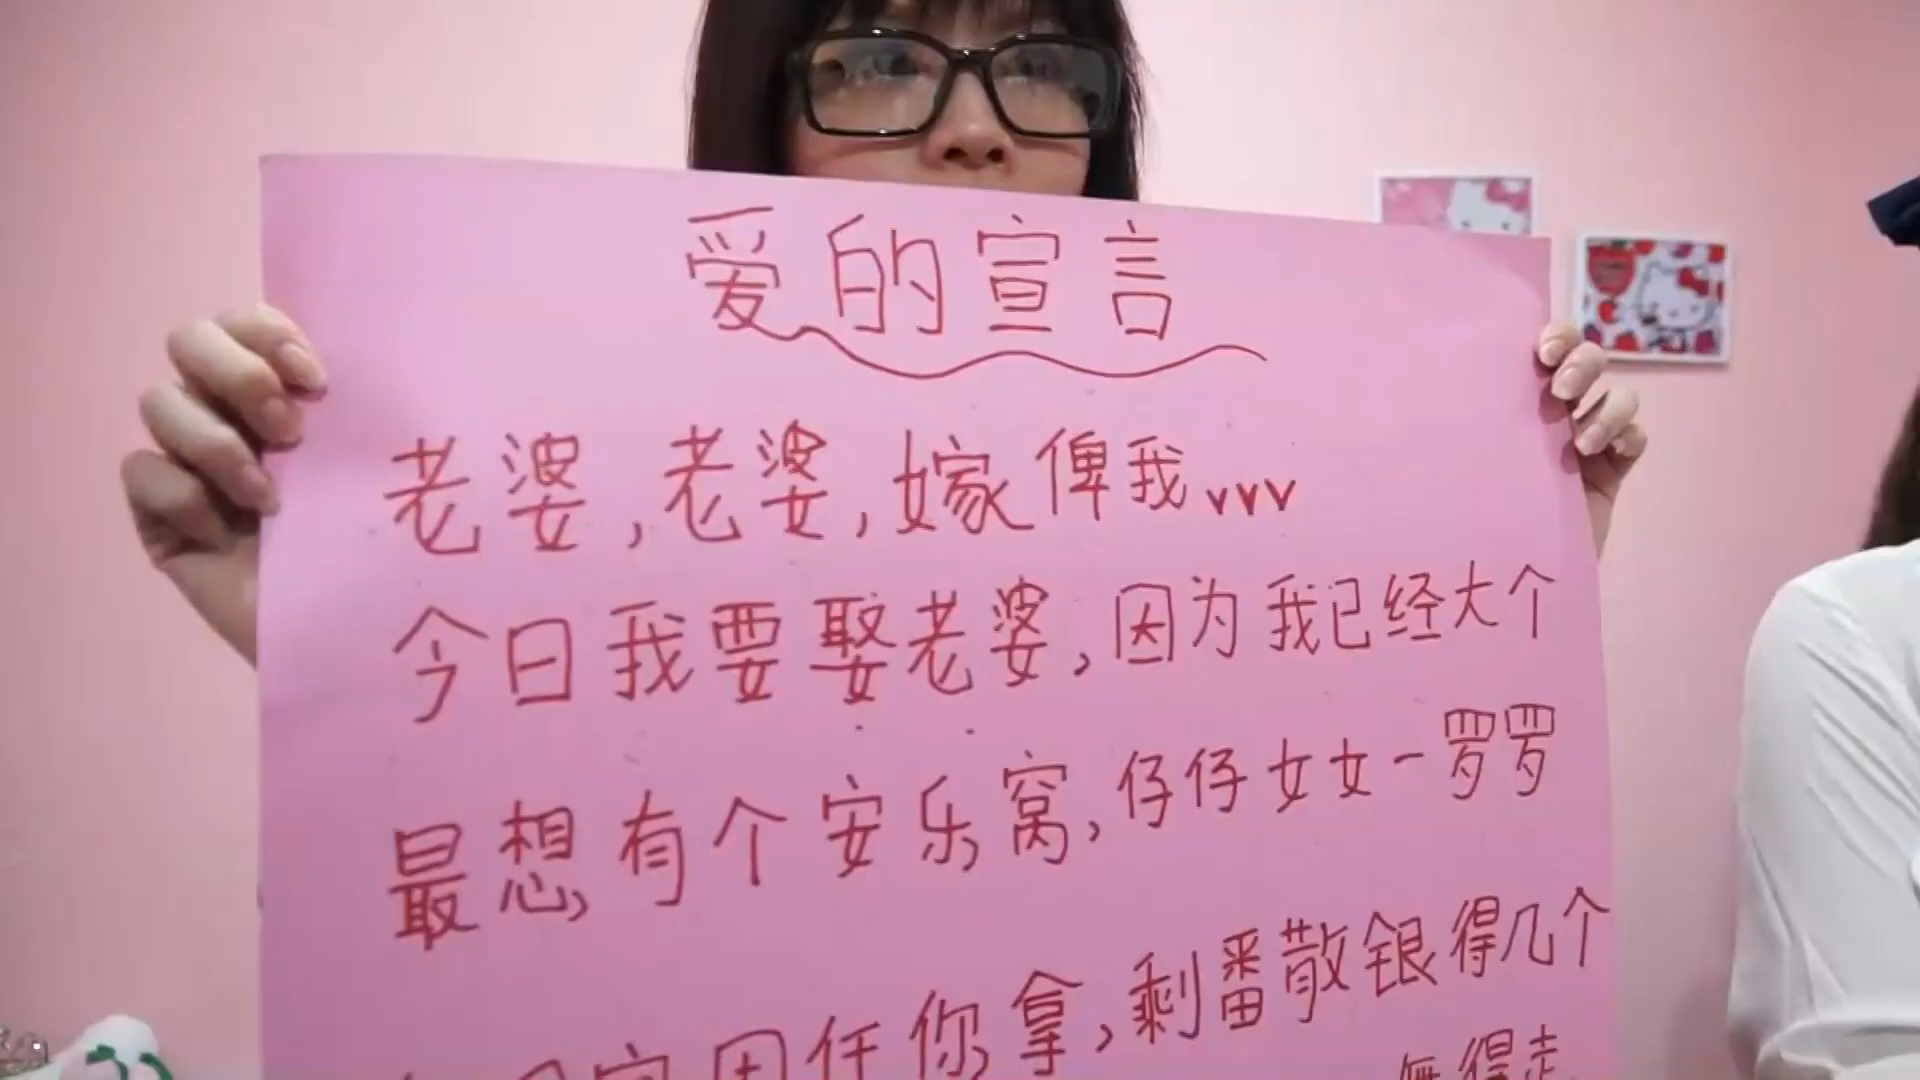 爱的宣言
老婆,老婆,嫁俾我
今日我要娶老婆,因为我已经大个
最想有个安乐窝,仔仔女女一罗罗
任你拿,剩番散银得几个
得走